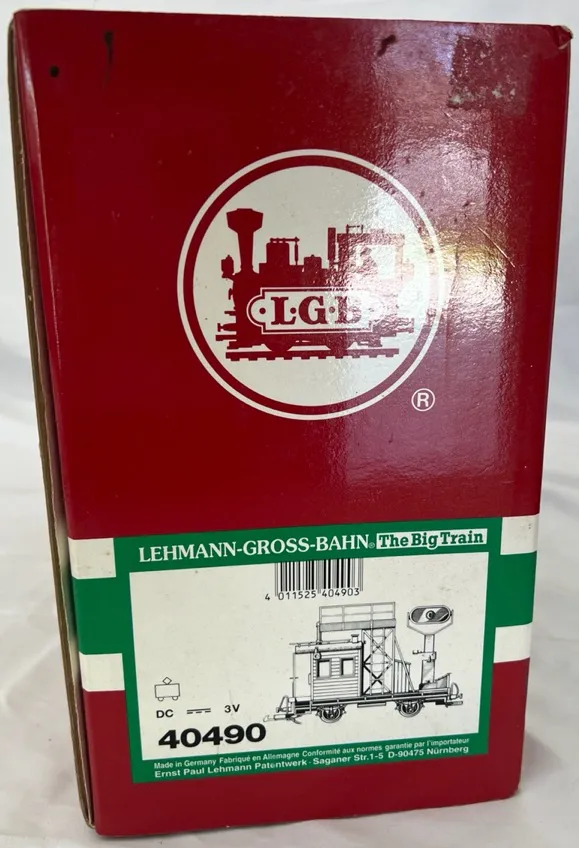 L·G·B
®
LEHMANN-GROSS-BAHN® The Big Train
4 011525 404903
DC 3V
40490
Made in Germany Fabriqué en Allemagne Conformité aux normes garantie par l'importateur
Ernst Paul Lehmann Patentwerk · Saganer Str.1-5 D-90475 Nürnberg